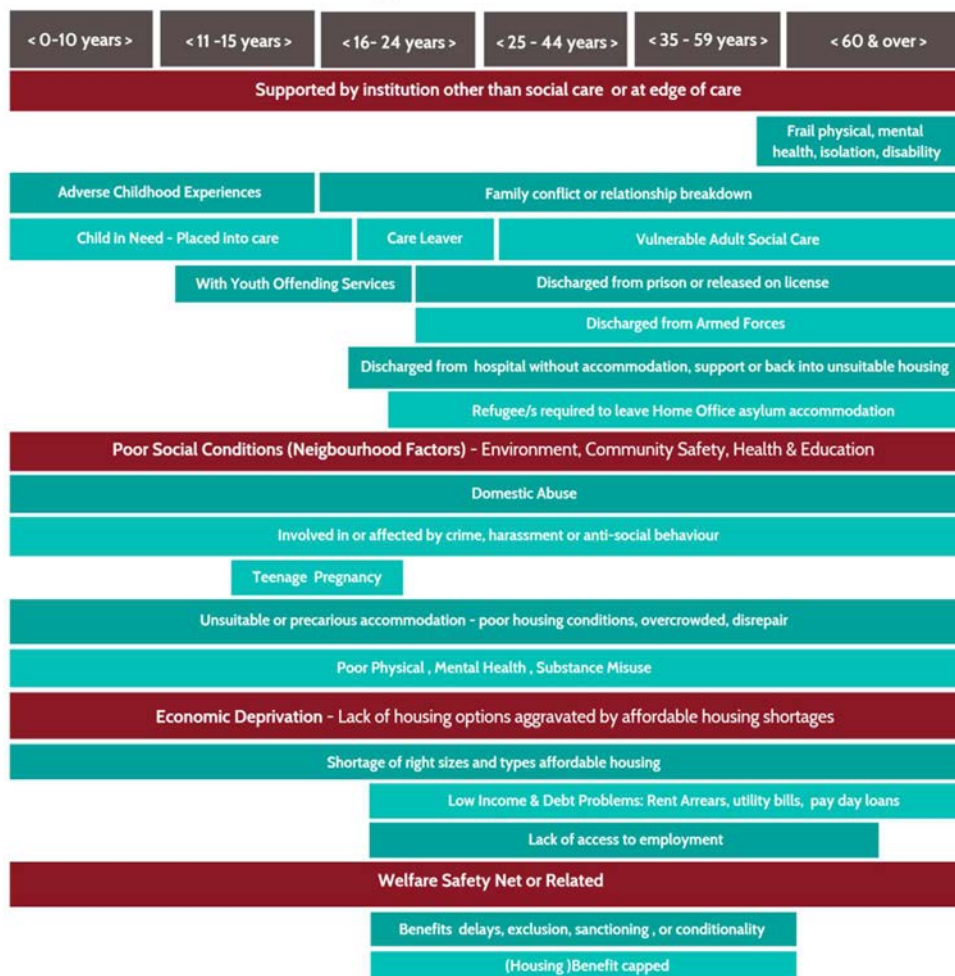 < 0-10 years >
< 11 -15 years >
< 16- 24 years >
< 25 - 44 years >
< 35 - 59 years >
< 60 & over >
Supported by institution other than social care or at edge of care
Frail physical, mental
health, isolation, disability
Adverse Childhood Experiences
Family conflict or relationship breakdown
Child in Need - Placed into care
Care Leaver
Vulnerable Adult Social Care
With Youth Offending Services
Discharged from prison or released on license
Discharged from Armed Forces
Discharged from hospital without accommodation, support or back into unsuitable housing
Refugee/s required to leave Home Office asylum accommodation
Poor Social Conditions (Neigbourhood Factors) - Environment, Community Safety, Health & Education
Domestic Abuse
Involved in or affected by crime, harassment or anti-social behaviour
Teenage Pregnancy
Unsuitable or precarious accommodation - poor housing conditions, overcrowded, disrepair
Poor Physical , Mental Health , Substance Misuse
Economic Deprivation - Lack of housing options aggravated by affordable housing shortages
Shortage of right sizes and types affordable housing
Low Income & Debt Problems: Rent Arrears, utility bills, pay day loans
Lack of access to employment
Welfare Safety Net or Related
Benefits delays, exclusion, sanctioning , or conditionality
(Housing )Benefit capped